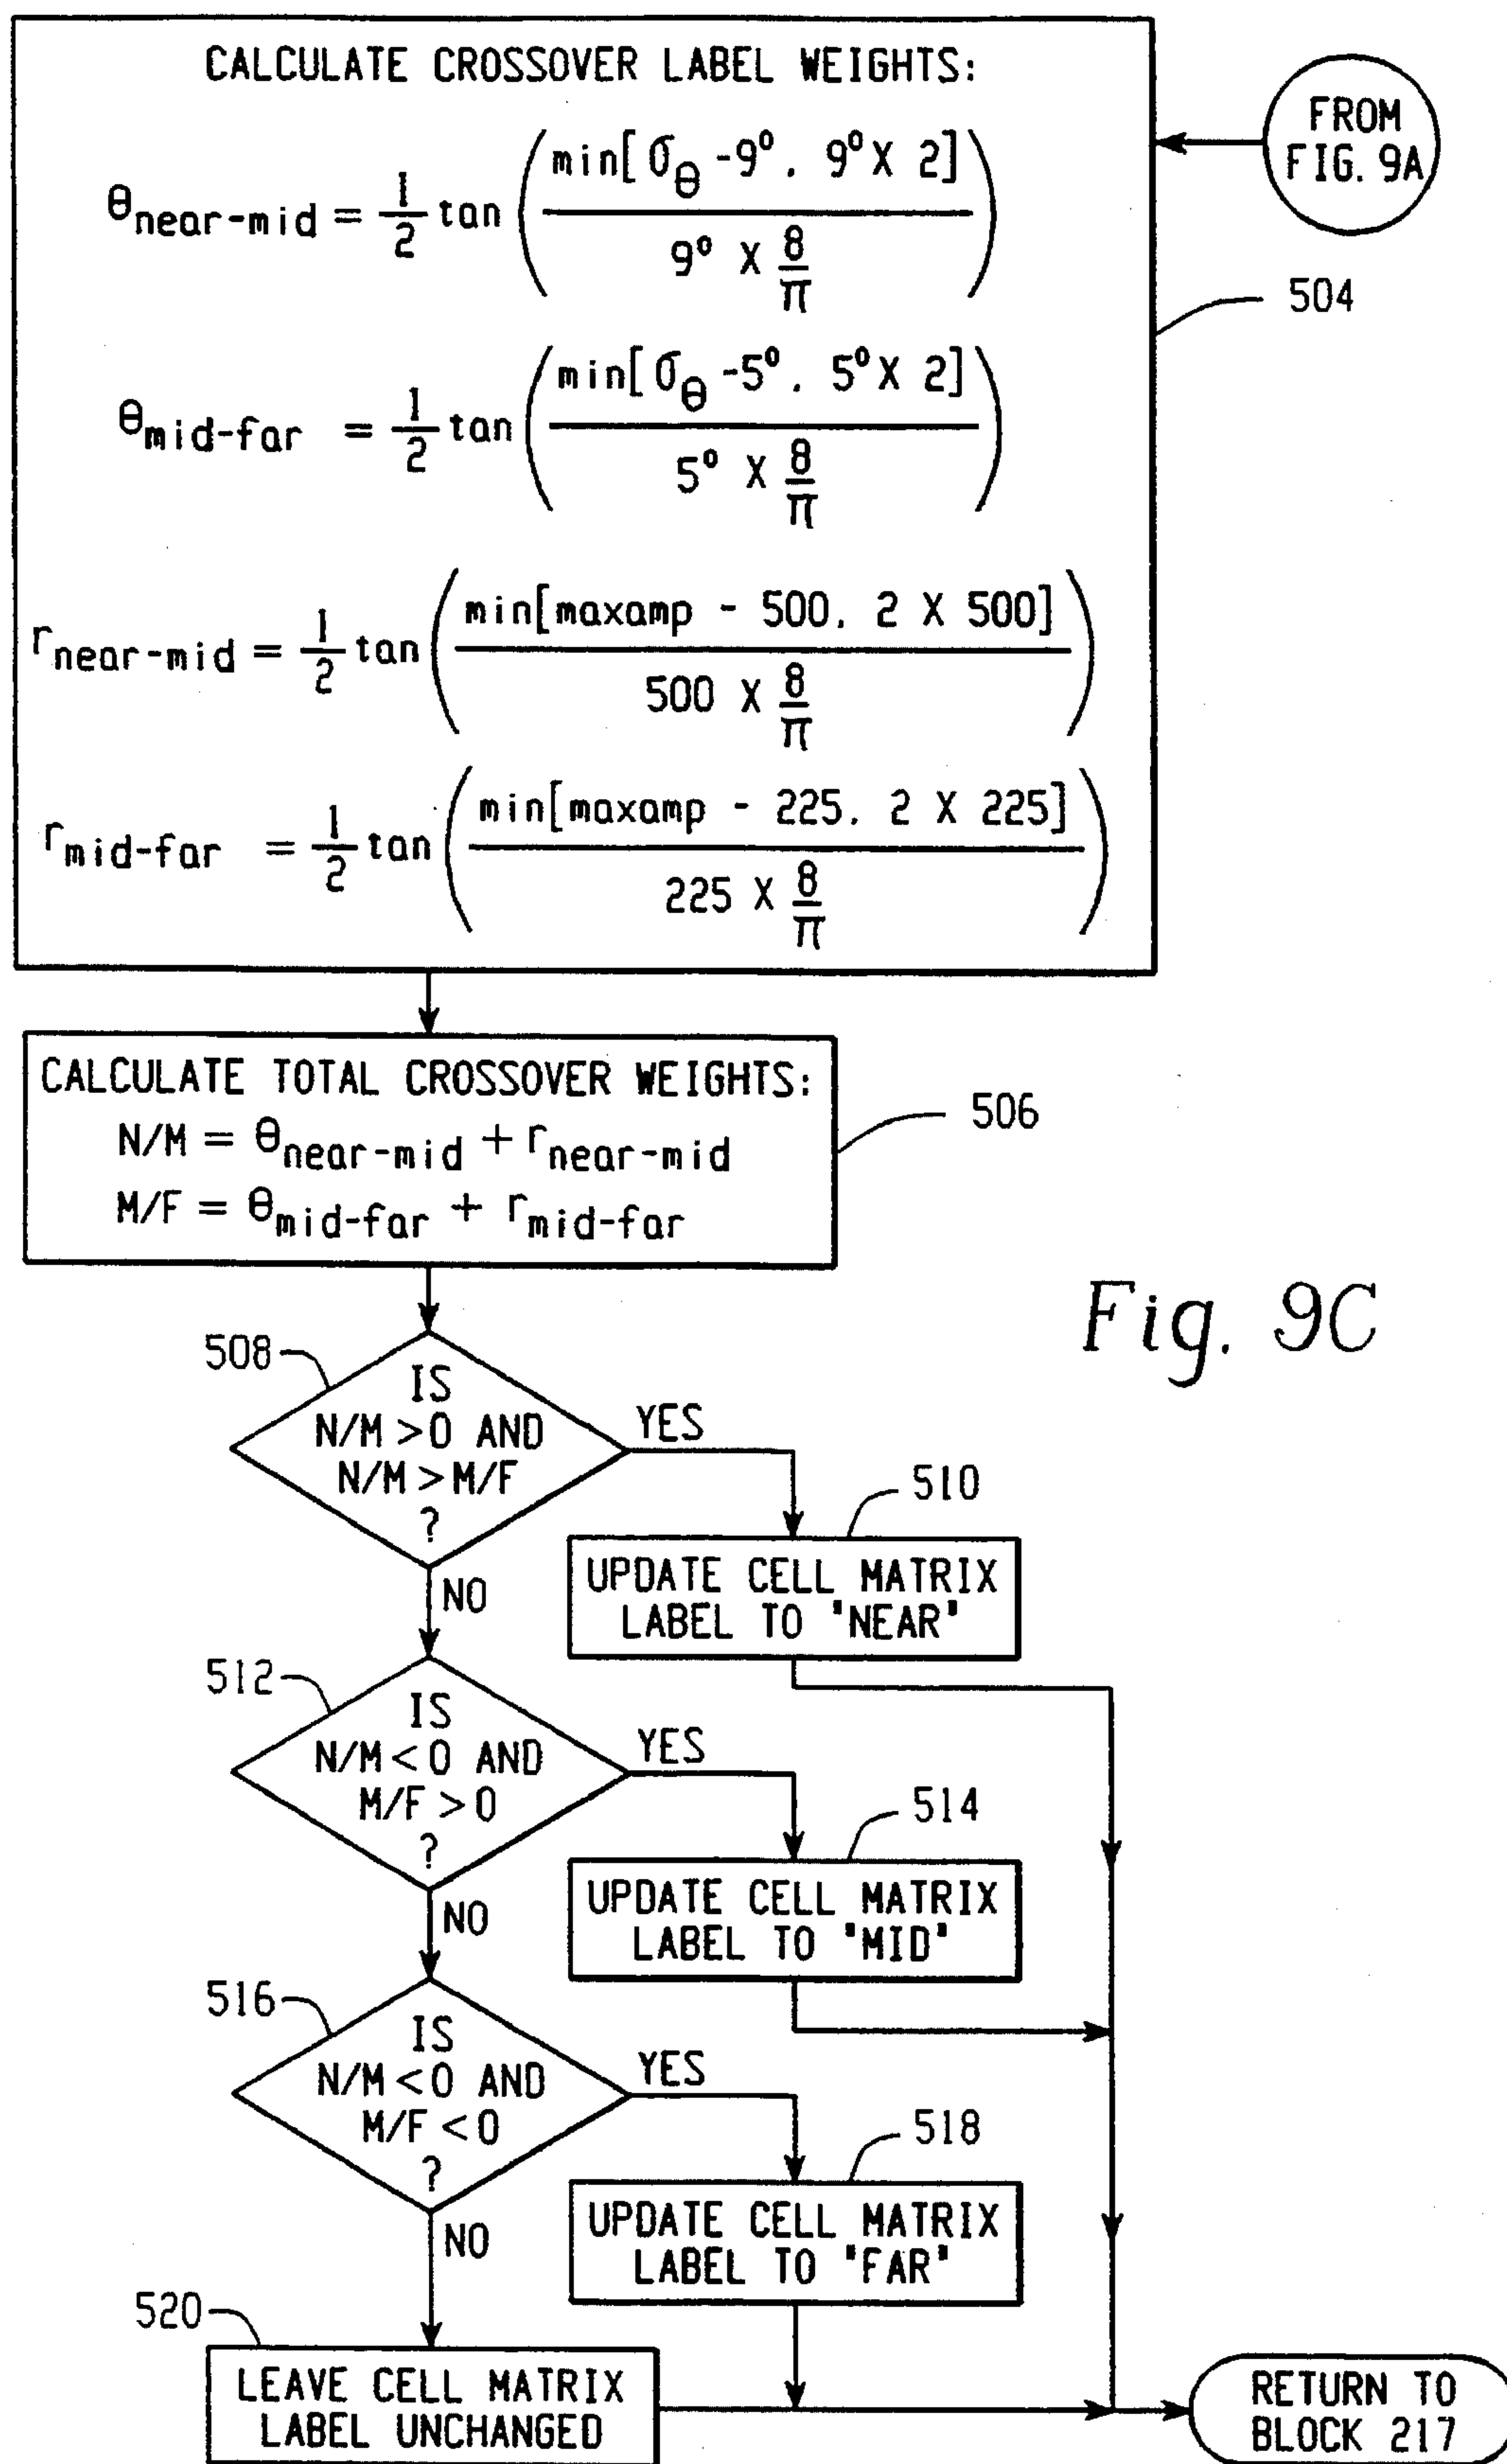 CALCULATE CROSSOVER LABEL WEIGHTS:
FROM
FIG. 9A
θnear-mid = 1/2 tan ( min[σθ -9°, 9° X 2] / 9° X 8/π )
504
θmid-far = 1/2 tan ( min[σθ -5°, 5° X 2] / 5° X 8/π )
rnear-mid = 1/2 tan ( min[maxamp - 500, 2 X 500] / 500 X 8/π )
rmid-far = 1/2 tan ( min[maxamp - 225, 2 X 225] / 225 X 8/π )
CALCULATE TOTAL CROSSOVER WEIGHTS:
N/M = θnear-mid + rnear-mid
M/F = θmid-far + rmid-far
506
Fig. 9C
508
IS
N/M >0 AND
N/M > M/F
?
YES
NO
510
UPDATE CELL MATRIX
LABEL TO "NEAR"
512
IS
N/M <0 AND
M/F >0
?
YES
NO
514
UPDATE CELL MATRIX
LABEL TO "MID"
516
IS
N/M <0 AND
M/F <0
?
YES
NO
518
UPDATE CELL MATRIX
LABEL TO "FAR"
520
LEAVE CELL MATRIX
LABEL UNCHANGED
RETURN TO
BLOCK 217